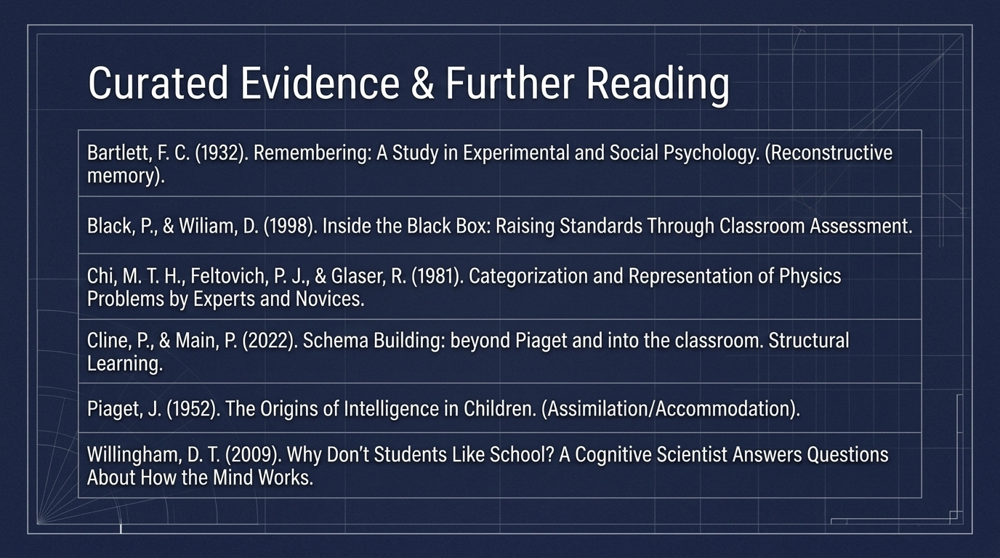 Curated Evidence & Further Reading
Bartlett, F. C. (1932). Remembering: A Study in Experimental and Social Psychology. (Reconstructive
memory).
Black, P., & Wiliam, D. (1998). Inside the Black Box: Raising Standards Through Classroom Assessment.
Chi, M. T. H., Feltovich, P. J., & Glaser, R. (1981). Categorization and Representation of Physics
Problems by Experts and Novices.
Cline, P., & Main, P. (2022). Schema Building: beyond Piaget and into the classroom. Structural
Learning.
Piaget, J. (1952). The Origins of Intelligence in Children. (Assimilation/Accommodation).
Willingham, D. T. (2009). Why Don’t Students Like School? A Cognitive Scientist Answers Questions
About How the Mind Works.